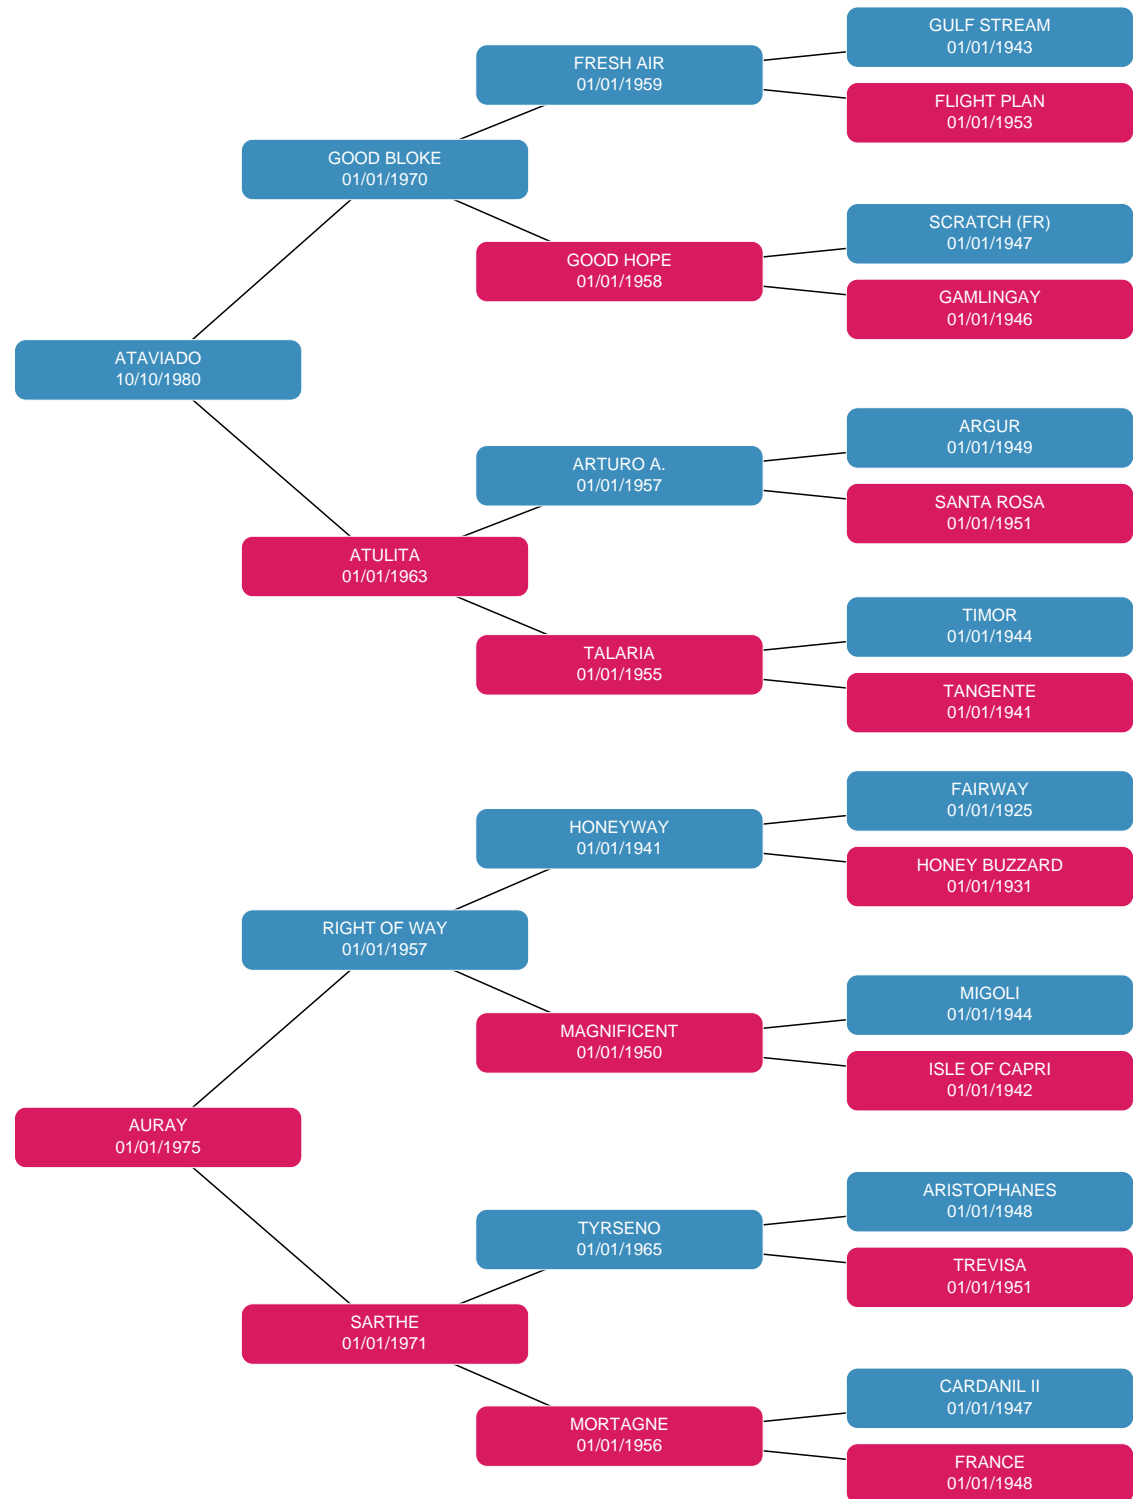 GULF STREAM
01/01/1943
FRESH AIR
01/01/1959
FLIGHT PLAN
01/01/1953
GOOD BLOKE
01/01/1970
SCRATCH (FR)
01/01/1947
GOOD HOPE
01/01/1958
GAMLINGAY
01/01/1946
ATAVIADO
10/10/1980
ARGUR
01/01/1949
ARTURO A.
01/01/1957
SANTA ROSA
01/01/1951
ATULITA
01/01/1963
TIMOR
01/01/1944
TALARIA
01/01/1955
TANGENTE
01/01/1941
FAIRWAY
01/01/1925
HONEYWAY
01/01/1941
HONEY BUZZARD
01/01/1931
RIGHT OF WAY
01/01/1957
MIGOLI
01/01/1944
MAGNIFICENT
01/01/1950
ISLE OF CAPRI
01/01/1942
AURAY
01/01/1975
ARISTOPHANES
01/01/1948
TYRSENO
01/01/1965
TREVISA
01/01/1951
SARTHE
01/01/1971
CARDANIL II
01/01/1947
MORTAGNE
01/01/1956
FRANCE
01/01/1948